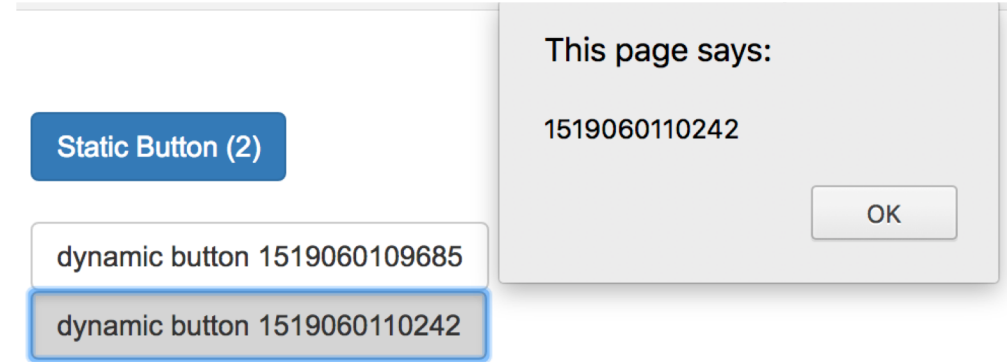 This page says:
1519060110242
OK
Static Button (2)
dynamic button 1519060109685
dynamic button 1519060110242